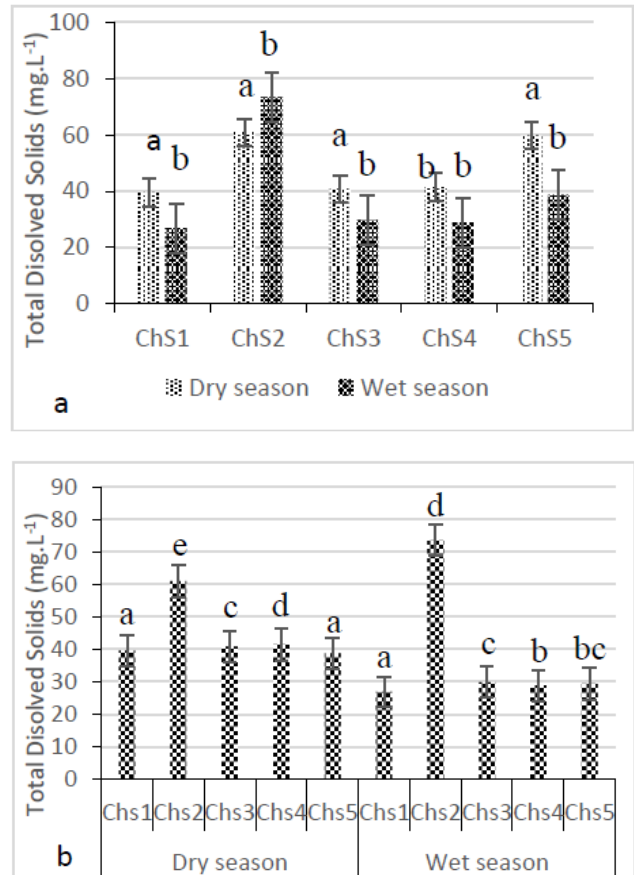 Total Disolved Solids (mg.L-1)
100
80
60
40
20
0
a
b
a
b
a
b
b
b
a
b
ChS1 ChS2 ChS3 ChS4 ChS5
Dry season Wet season
a
Total Disolved Solids (mg.L-1)
90
80
70
60
50
40
30
20
10
0
a
e
c
d
a
a
d
c
b
bc
Chs1 Chs2 Chs3 Chs4 Chs5 Chs1 Chs2 Chs3 Chs4 Chs5
Dry season Wet season
b